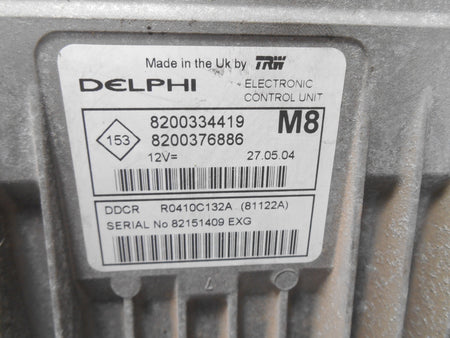 Made in the Uk by TRW
DELPHI
ELECTRONIC
CONTROL UNIT
153
8200334419
M8
8200376886
12V=
27.05.04
DDCR R0410C132A (81122A)
SERIAL No 82151409 EXG